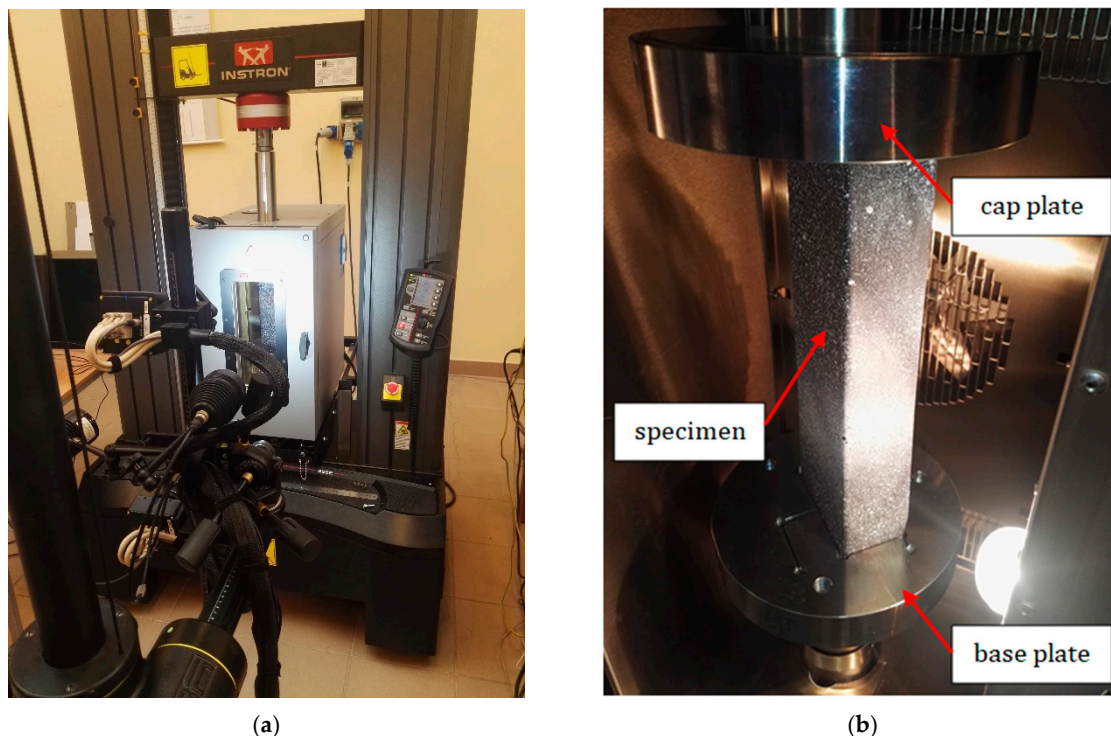 INSTRON
cap plate
specimen
base plate
(a)
(b)